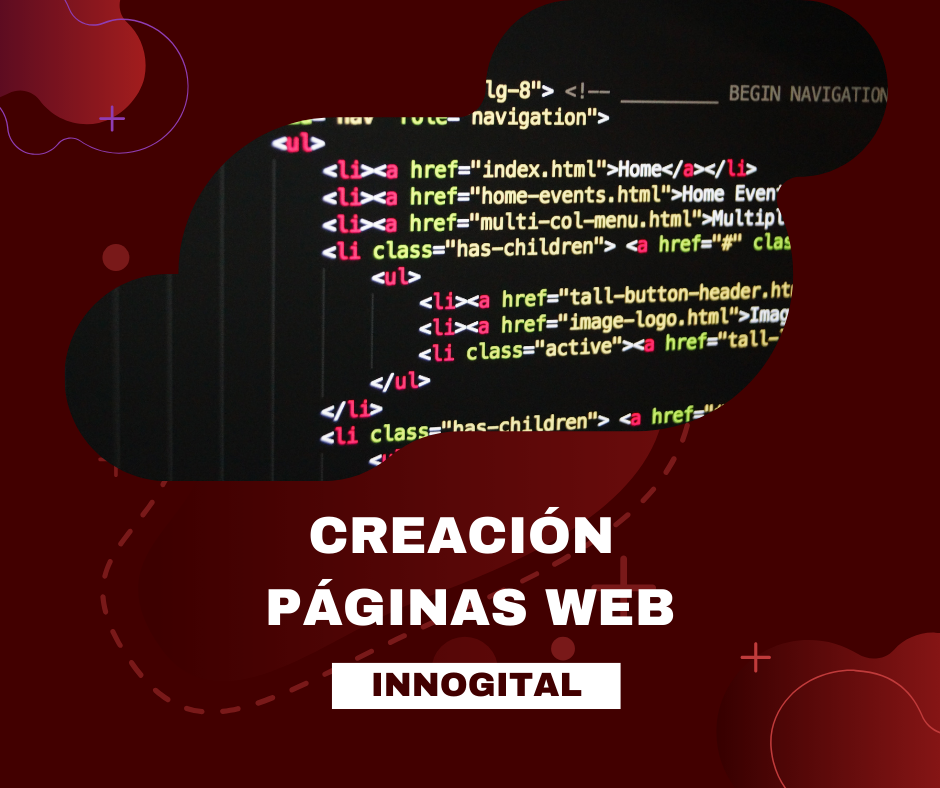 lg-8"> <!-- ________ BEGIN NAVIGATION
nav" role="navigation">
<ul>
<li><a href="index.html">Home</a></li>
<li><a href="home-events.html">Home Event
<li><a href="multi-col-menu.html">Multipl
<li class="has-children"> <a href="#" clas
<ul>
<li><a href="tall-button-header.ht
<li><a href="image-logo.html">Imag
<li class="active"><a href="tall-
</ul>
</li>
<li class="has-children"> <a href="#
CREACIÓN
PÁGINAS WEB
INNOGITAL